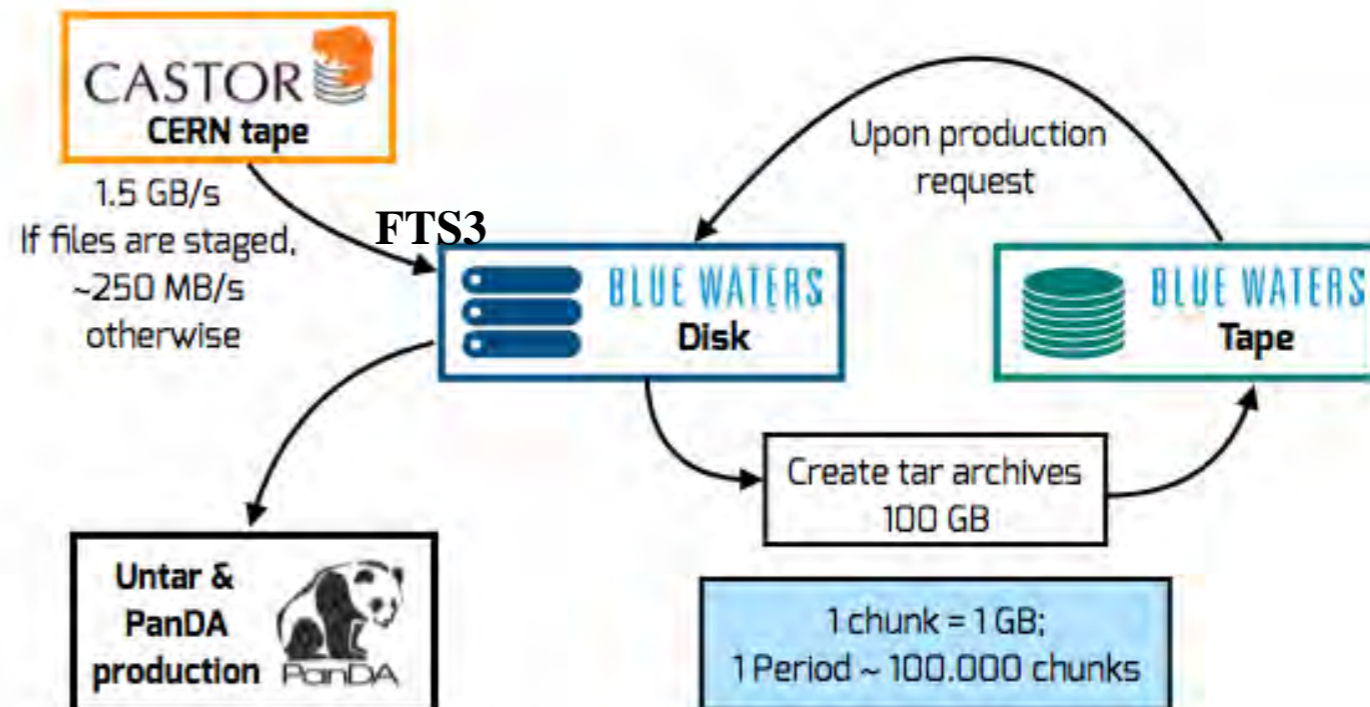 CASTOR
CERN tape
1.5 GB/s
If files are staged,
~250 MB/s
otherwise
FTS3
BLUE WATERS
Disk
Upon production
request
BLUE WATERS
Tape
Create tar archives
100 GB
Untar &
PanDA
production
PanDA
1 chunk = 1 GB;
1 Period ~ 100.000 chunks